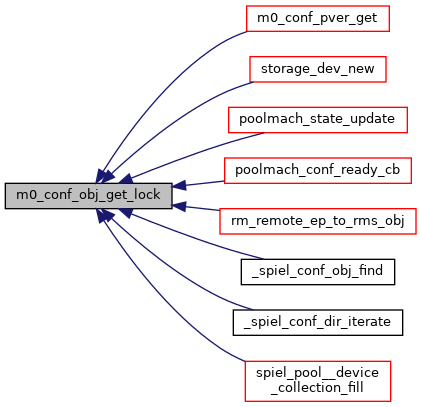 m0_conf_pver_get
storage_dev_new
poolmach_state_update
poolmach_conf_ready_cb
m0_conf_obj_get_lock
rm_remote_ep_to_rms_obj
_spiel_conf_obj_find
_spiel_conf_dir_iterate
spiel_pool__device
_collection_fill